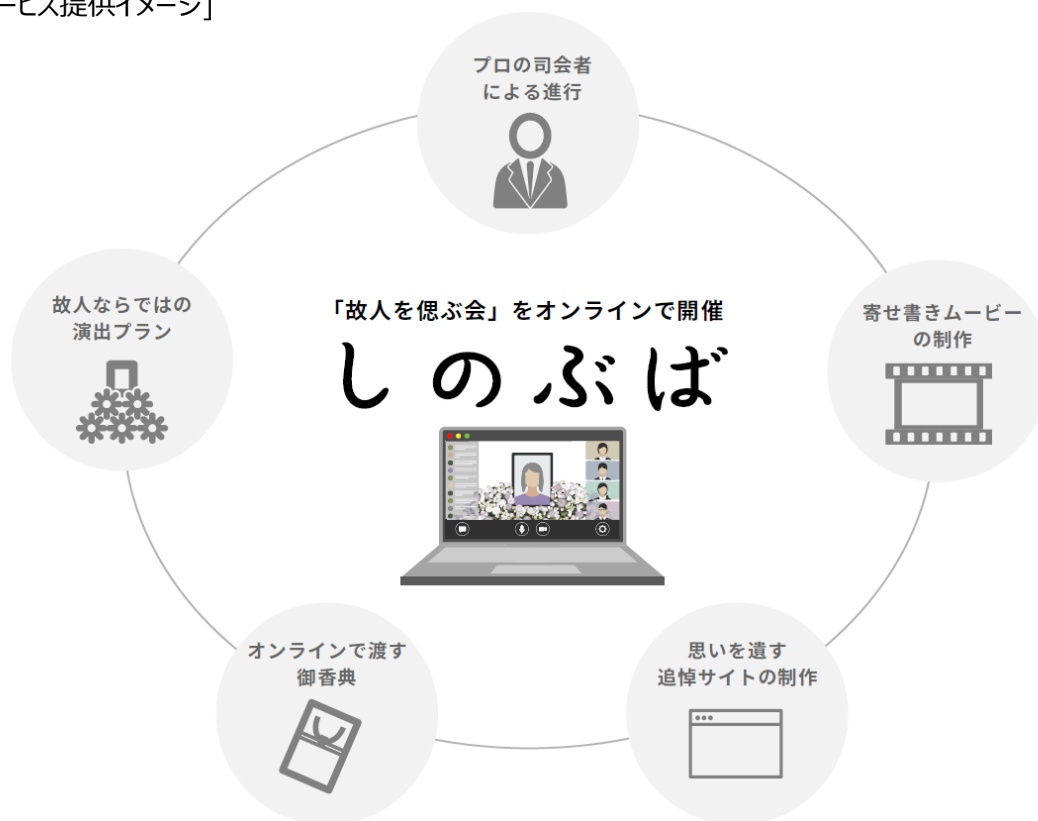 ービス提供イメージ］
プロの司会者
による進行
故人ならではの
演出プラン
「故人を偲ぶ会」をオンラインで開催
しのぶば
寄せ書きムービー
の制作
オンラインで渡す
御香典
思いを遺す
追悼サイトの制作